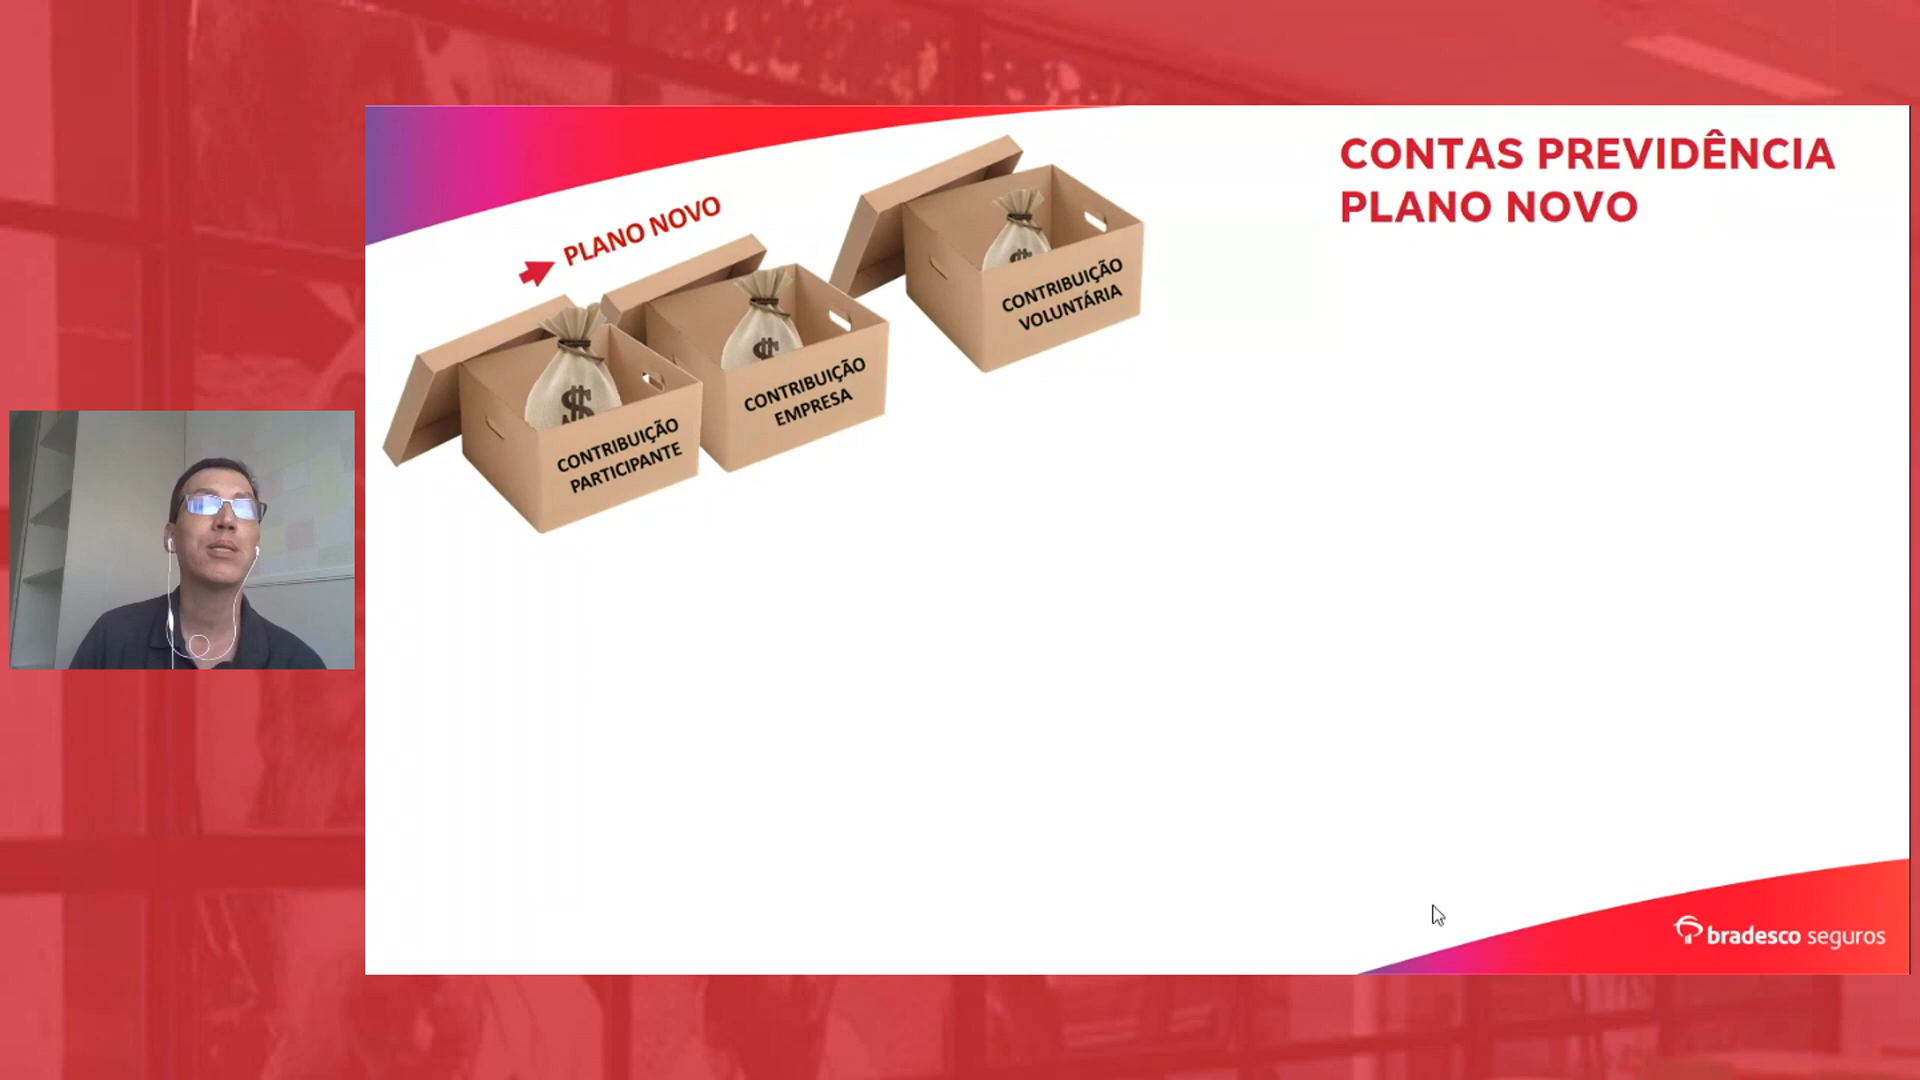 CONTAS PREVIDÊNCIA
PLANO NOVO
PLANO NOVO
CONTRIBUIÇÃO
PARTICIPANTE
CONTRIBUIÇÃO
EMPRESA
CONTRIBUIÇÃO
VOLUNTÁRIA
bradesco seguros